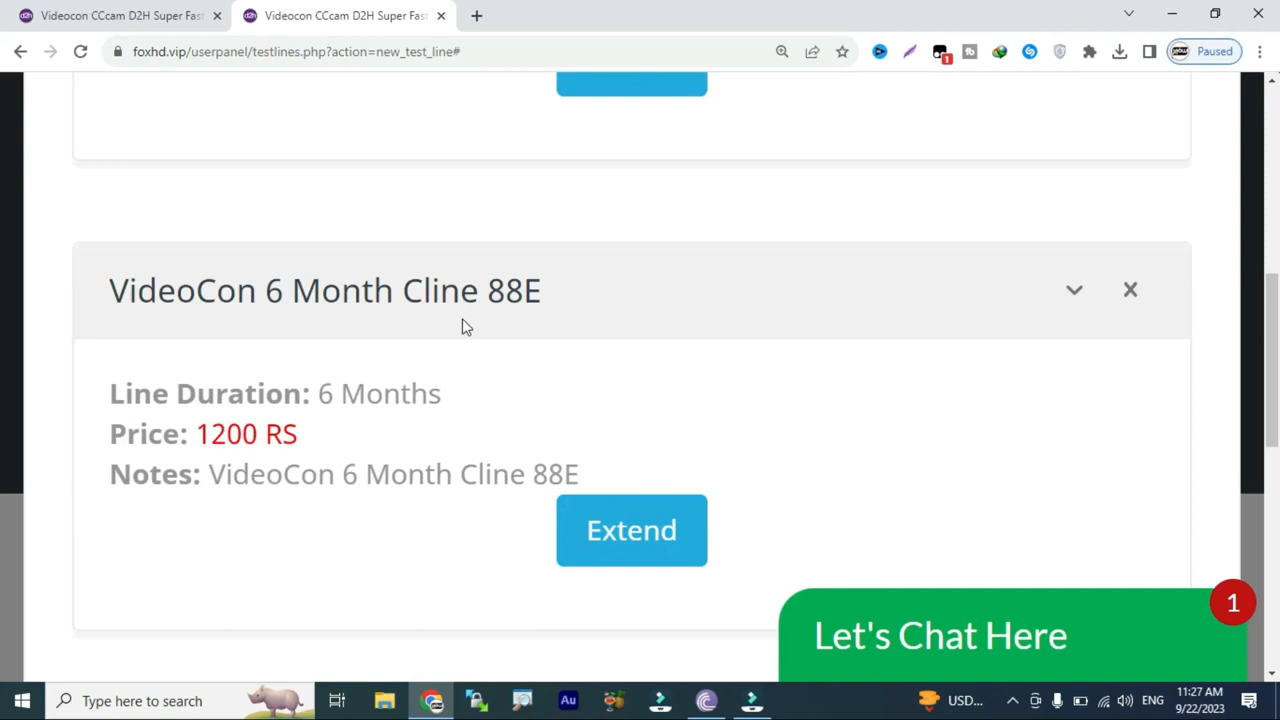 Videocon CCcam D2H Super Fast
Videocon CCcam D2H Super Fast
foxhd.vip/userpanel/testlines.php?action=new_test_line#
1
Paused
VideoCon 6 Month Cline 88E
Line Duration: 6 Months
Price: 1200 RS
Notes: VideoCon 6 Month Cline 88E
Extend
Let's Chat Here
1
Type here to search
Au
USD...
ENG
11:27 AM
9/22/2023